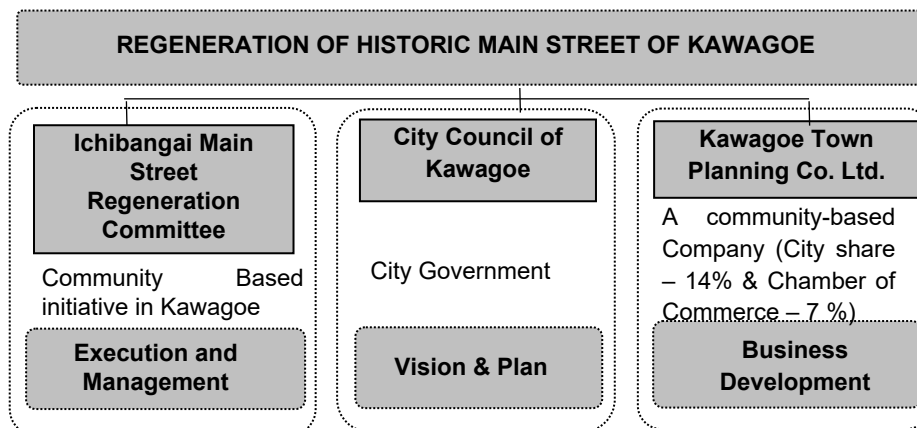 REGENERATION OF HISTORIC MAIN STREET OF KAWAGOE
Ichibangai Main
Street
Regeneration
Committee
Community Based
initiative in Kawagoe
Execution and
Management
City Council of
Kawagoe
City Government
Vision & Plan
Kawagoe Town
Planning Co. Ltd.
A community-based
Company (City share
– 14% & Chamber of
Commerce – 7 %)
Business
Development